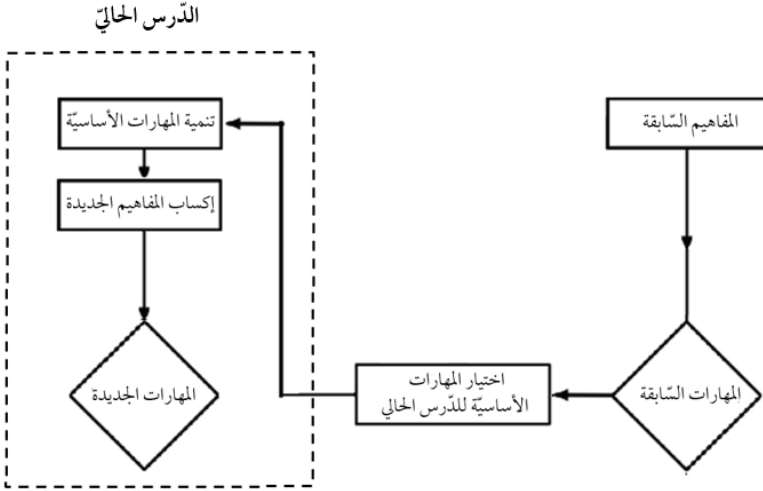 الدّرس الحاليّ
المفاهيم السّابقة
المهارات السّابقة
اختيار المهارات
الأساسيّة للدّرس الحالي
تنمية المهارات الأساسيّة
إكساب المفاهيم الجديدة
المهارات الجديدة